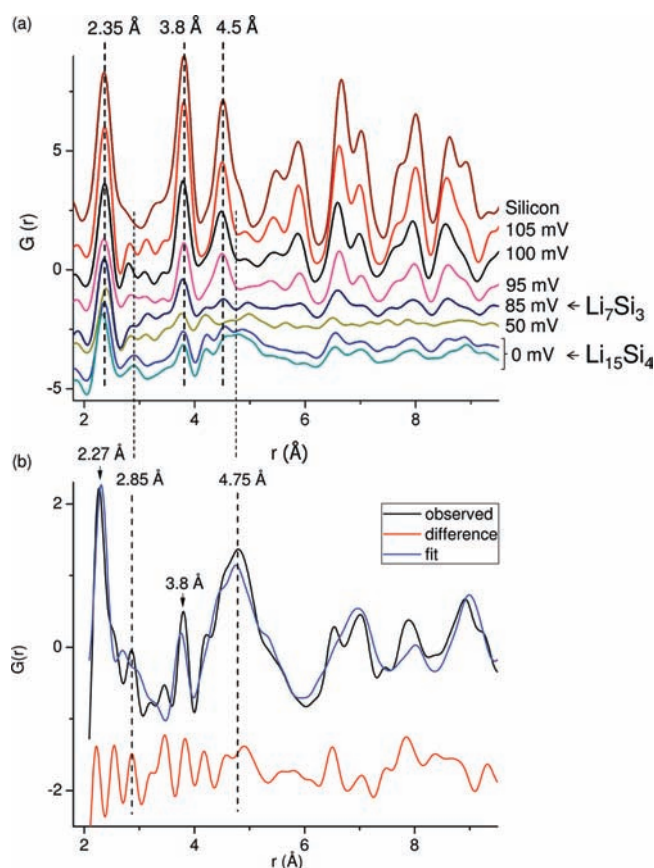 (a)
2.35 Å 3.8 Å 4.5 Å
5
0
-5
G (r)
Silicon
105 mV
100 mV
95 mV
85 mV ← Li₇Si₃
50 mV
0 mV ← Li₁₅Si₄
2 4 6 8
r (Å)
(b)
2.27 Å
2.85 Å
4.75 Å
3.8 Å
observed
difference
fit
2
0
-2
G(r)
2 4 6 8
r (Å)